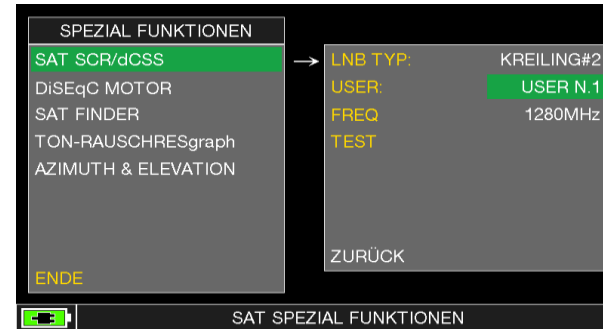 SPEZIAL FUNKTIONEN
SAT SCR/dCSS
DiSEqC MOTOR
SAT FINDER
TON-RAUSCHRESgraph
AZIMUTH & ELEVATION
ENDE
→ LNB TYP: KREILING#2
USER: USER N.1
FREQ 1280MHz
TEST
ZURÜCK
SAT SPEZIAL FUNKTIONEN